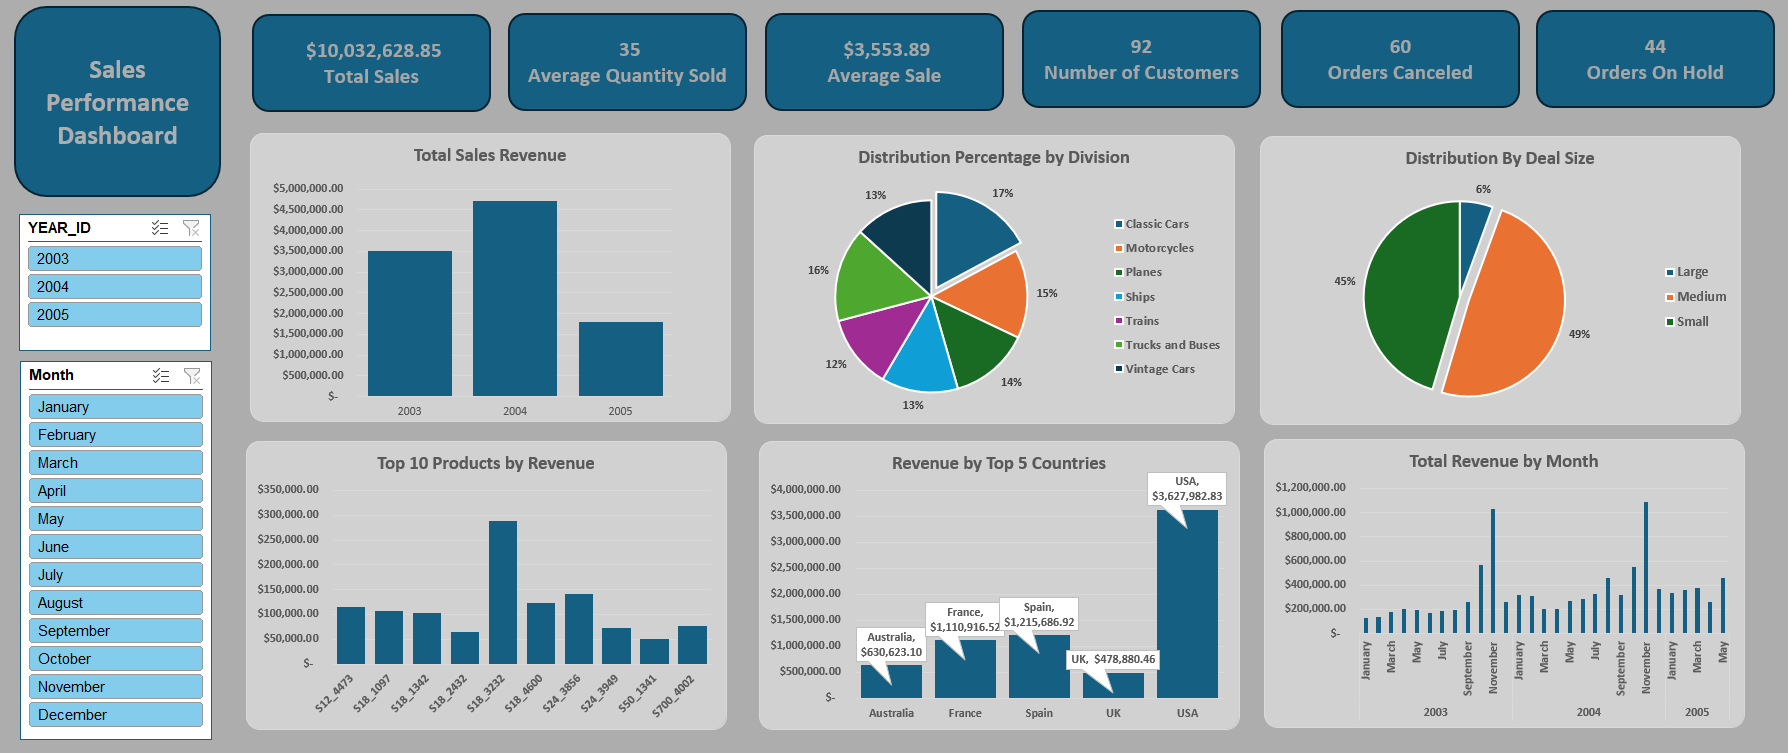 Sales
Performance
Dashboard
$10,032,628.85
Total Sales
35
Average Quantity Sold
$3,553.89
Average Sale
92
Number of Customers
60
Orders Canceled
44
Orders On Hold
YEAR_ID
2003
2004
2005
Month
January
February
March
April
May
June
July
August
September
October
November
December
Total Sales Revenue
$5,000,000.00
$4,500,000.00
$4,000,000.00
$3,500,000.00
$3,000,000.00
$2,500,000.00
$2,000,000.00
$1,500,000.00
$1,000,000.00
$500,000.00
$-
2003
2004
2005
Distribution Percentage by Division
17%
15%
14%
13%
12%
16%
13%
Classic Cars
Motorcycles
Planes
Ships
Trains
Trucks and Buses
Vintage Cars
Distribution By Deal Size
6%
49%
45%
Large
Medium
Small
Top 10 Products by Revenue
$350,000.00
$300,000.00
$250,000.00
$200,000.00
$150,000.00
$100,000.00
$50,000.00
$-
S12_4473
S18_1097
S18_1342
S18_2432
S18_3232
S18_4600
S24_3856
S24_3949
S50_1341
S700_4002
Revenue by Top 5 Countries
$4,000,000.00
$3,500,000.00
$3,000,000.00
$2,500,000.00
$2,000,000.00
$1,500,000.00
$1,000,000.00
$500,000.00
$-
Australia,
$630,623.10
France,
$1,110,916.52
Spain,
$1,215,686.92
UK, $478,880.46
USA,
$3,627,982.83
Australia
France
Spain
UK
USA
Total Revenue by Month
$1,200,000.00
$1,000,000.00
$800,000.00
$600,000.00
$400,000.00
$200,000.00
$-
January
March
May
July
September
November
January
March
May
July
September
November
January
March
May
2003
2004
2005